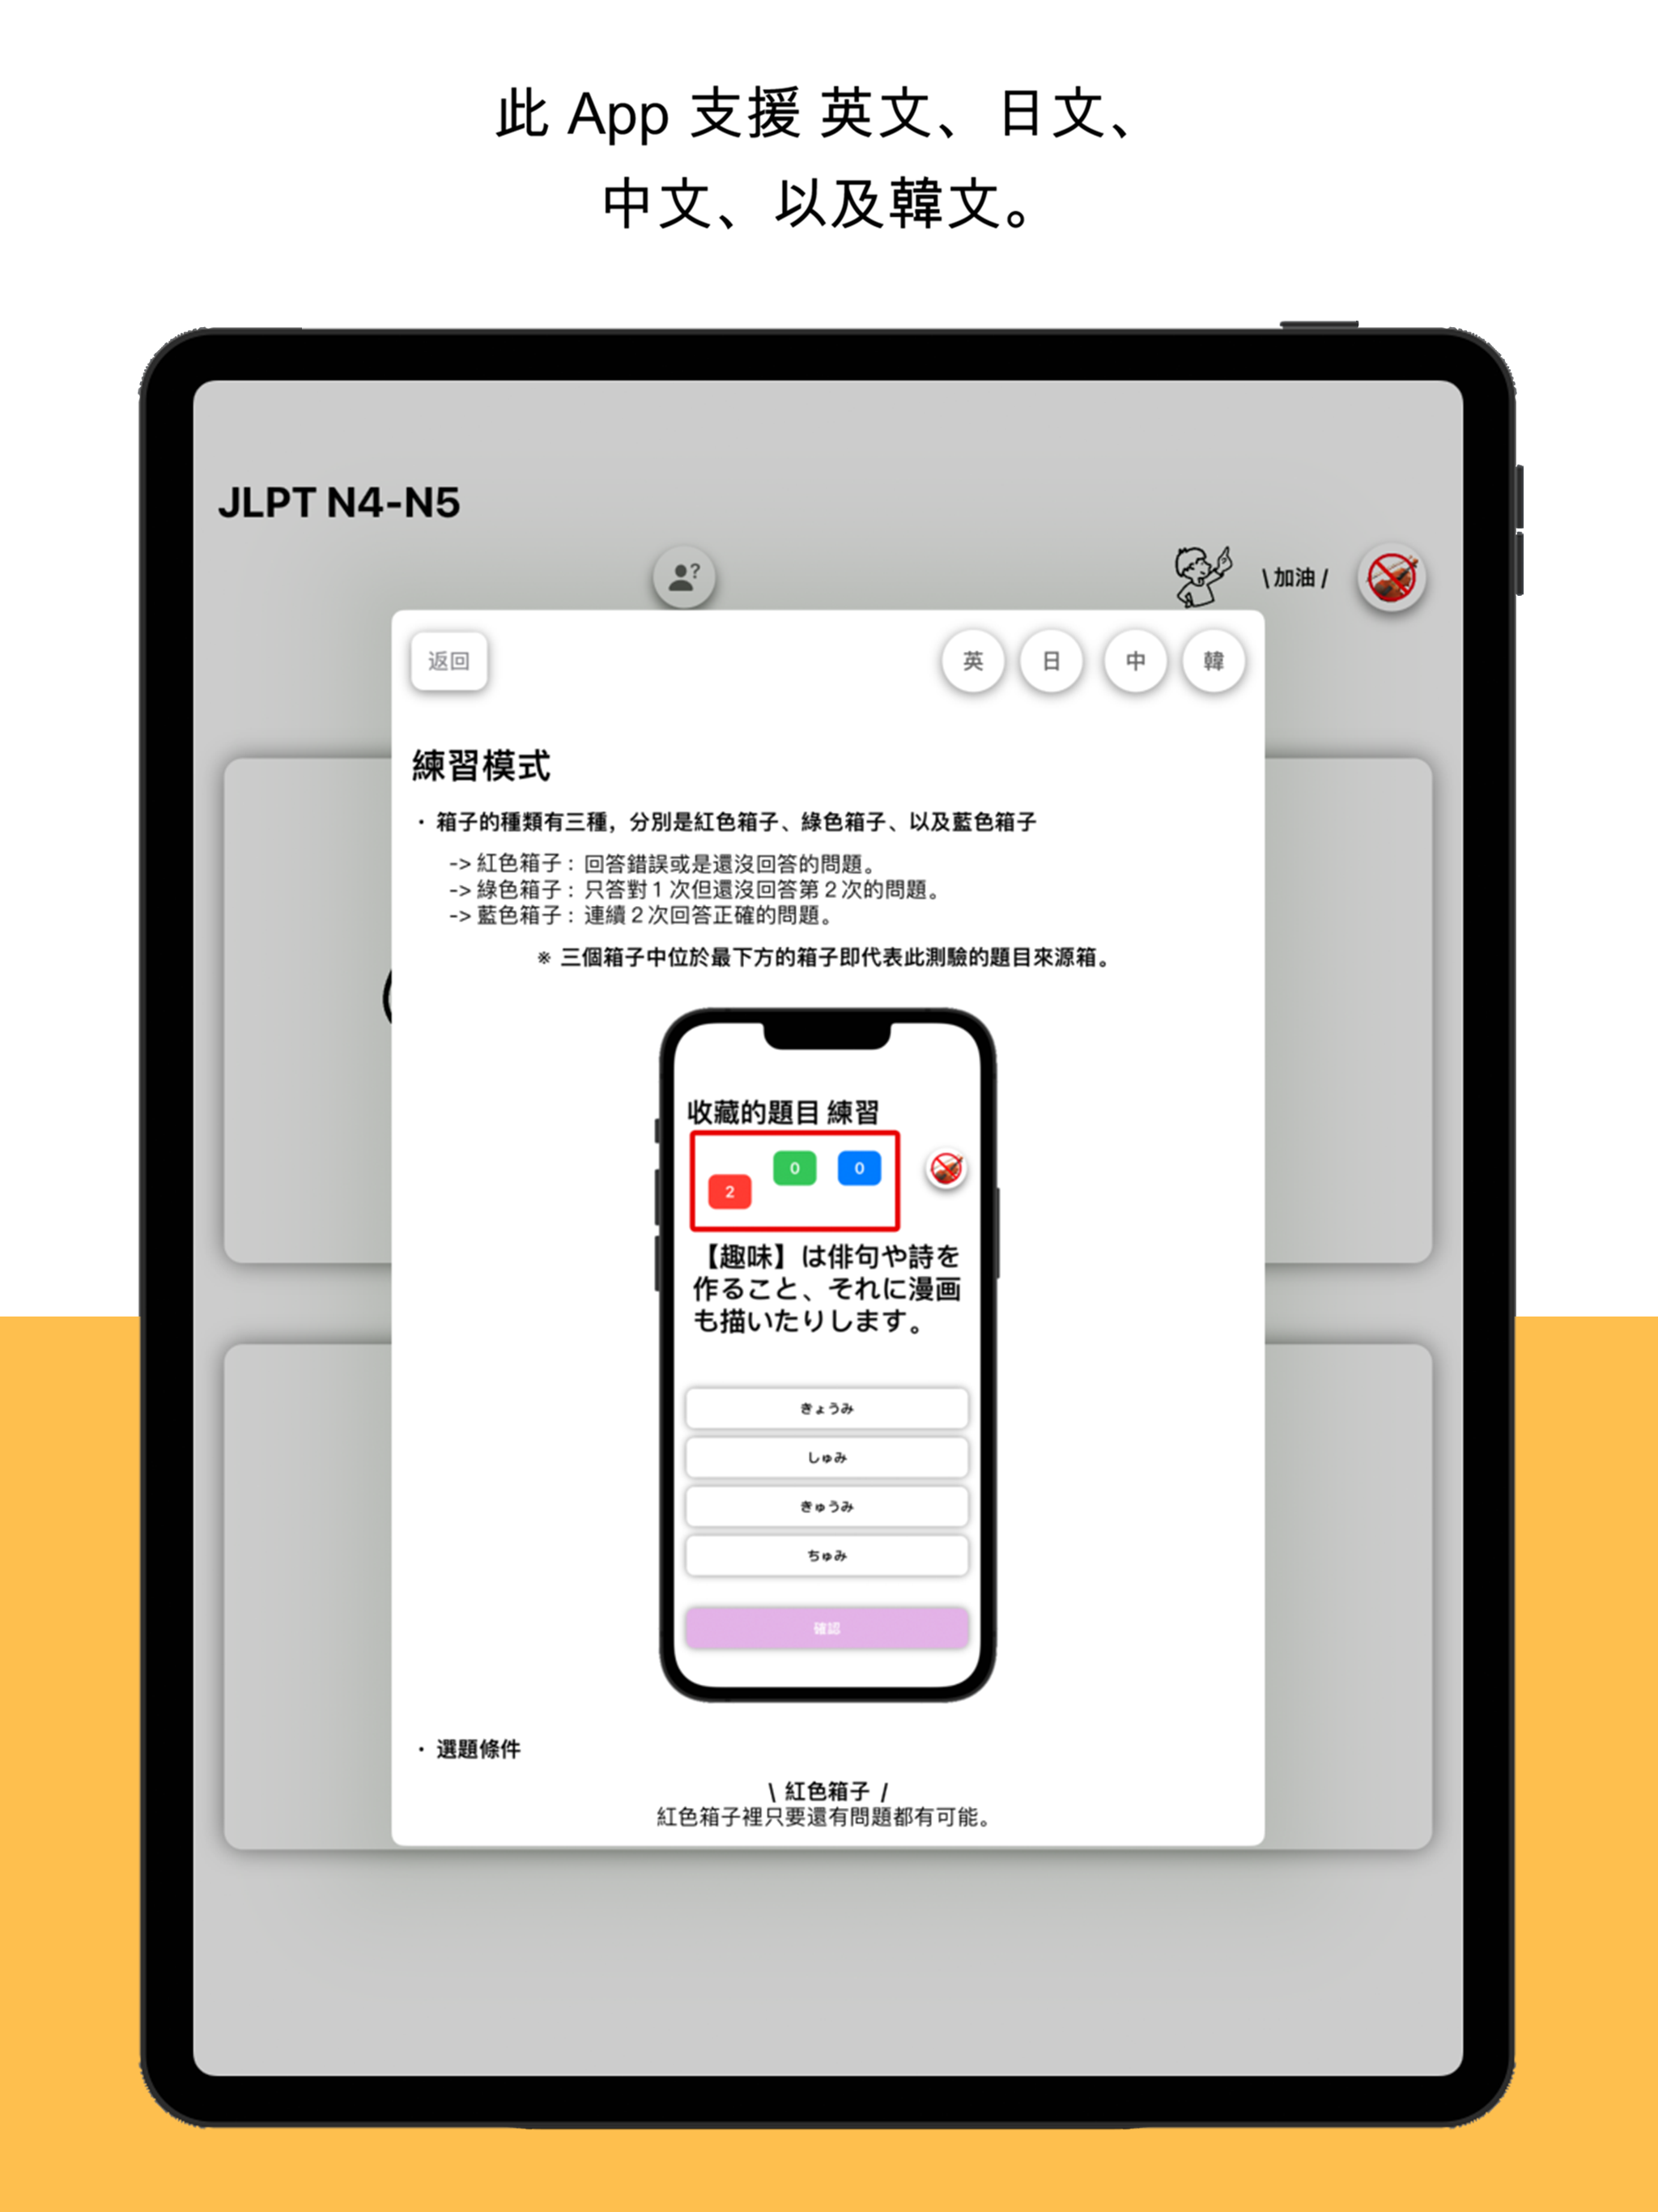 此 App 支援 英文、日文、
中文、以及韓文。
JLPT N4-N5
?
\ 加油 /
返回
英
日
中
韓
練習模式
・ 箱子的種類有三種，分別是紅色箱子、綠色箱子、以及藍色箱子
-> 紅色箱子：回答錯誤或是還沒回答的問題。
-> 綠色箱子：只答對 1 次但還沒回答第 2 次的問題。
-> 藍色箱子：連續 2 次回答正確的問題。
※ 三個箱子中位於最下方的箱子即代表此測驗的題目來源箱。
收藏的題目 練習
2
0
0
【趣味】は俳句や詩を
作ること、それに漫画
も描いたりします。
きょうみ
しゅみ
きゅうみ
ちゅみ
確認
・ 選題條件
\ 紅色箱子 /
紅色箱子裡只要還有問題都有可能。